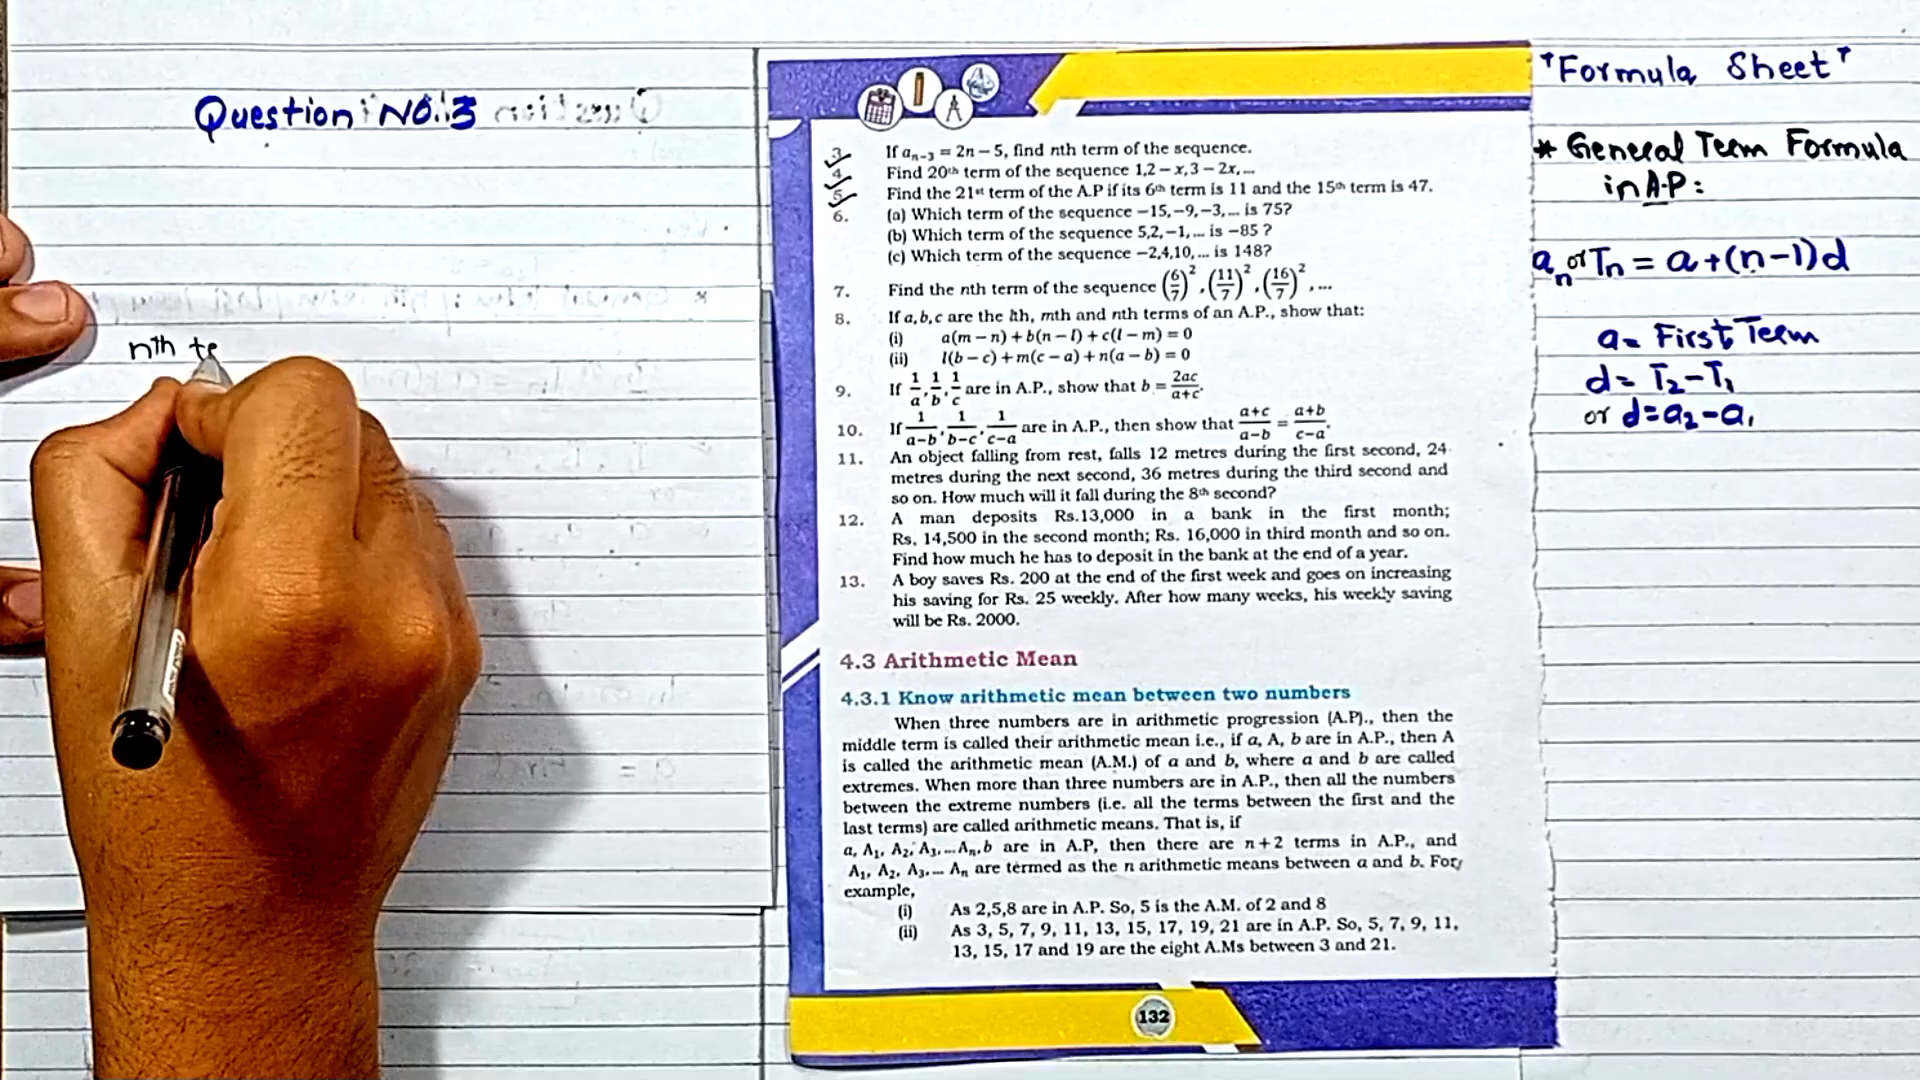 Question NO.3
nth te
3. If aₙ₋₃ = 2n − 5, find nth term of the sequence.
4. Find 20th term of the sequence 1,2 − x,3 − 2x,...
5. Find the 21st term of the A.P if its 6th term is 11 and the 15th term is 47.
6. (a) Which term of the sequence −15,−9,−3,... is 75?
(b) Which term of the sequence 5,2,−1,... is −85 ?
(c) Which term of the sequence −2,4,10,... is 148?
7. Find the nth term of the sequence (6/7)², (11/7)², (16/7)², ...
8. If a,b,c are the lth, mth and nth terms of an A.P., show that:
(i) a(m − n) + b(n − l) + c(l − m) = 0
(ii) l(b − c) + m(c − a) + n(a − b) = 0
9. If 1/a, 1/b, 1/c are in A.P., show that b = 2ac/a+c.
10. If 1/a−b, 1/b−c, 1/c−a are in A.P., then show that a+c/a−b = a+b/c−a.
11. An object falling from rest, falls 12 metres during the first second, 24
metres during the next second, 36 metres during the third second and
so on. How much will it fall during the 8th second?
12. A man deposits Rs.13,000 in a bank in the first month;
Rs. 14,500 in the second month; Rs. 16,000 in third month and so on.
Find how much he has to deposit in the bank at the end of a year.
13. A boy saves Rs. 200 at the end of the first week and goes on increasing
his saving for Rs. 25 weekly. After how many weeks, his weekly saving
will be Rs. 2000.
4.3 Arithmetic Mean
4.3.1 Know arithmetic mean between two numbers
When three numbers are in arithmetic progression (A.P)., then the
middle term is called their arithmetic mean i.e., if a, A, b are in A.P., then A
is called the arithmetic mean (A.M.) of a and b, where a and b are called
extremes. When more than three numbers are in A.P., then all the numbers
between the extreme numbers (i.e. all the terms between the first and the
last terms) are called arithmetic means. That is, if
a, A₁, A₂, A₃,... Aₙ,b are in A.P, then there are n+2 terms in A.P., and
A₁, A₂, A₃,... Aₙ are termed as the n arithmetic means between a and b. For
example,
(i) As 2,5,8 are in A.P. So, 5 is the A.M. of 2 and 8
(ii) As 3, 5, 7, 9, 11, 13, 15, 17, 19, 21 are in A.P. So, 5, 7, 9, 11,
13, 15, 17 and 19 are the eight A.Ms between 3 and 21.
132
"Formula Sheet"
* General Term Formula
in A.P:
aₙ or Tₙ = a+(n−1)d
a = First Term
d = T₂−T₁
or d=a₂−a₁